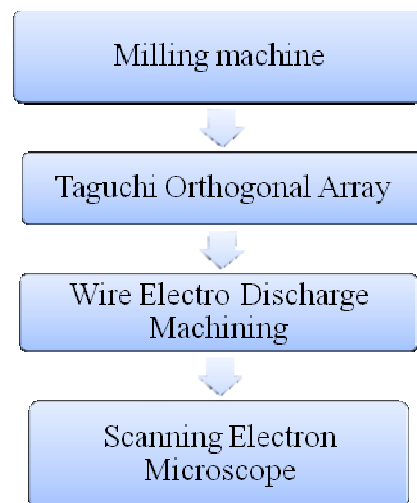 Milling machine
Taguchi Orthogonal Array
Wire Electro Discharge
Machining
Scanning Electron
Microscope